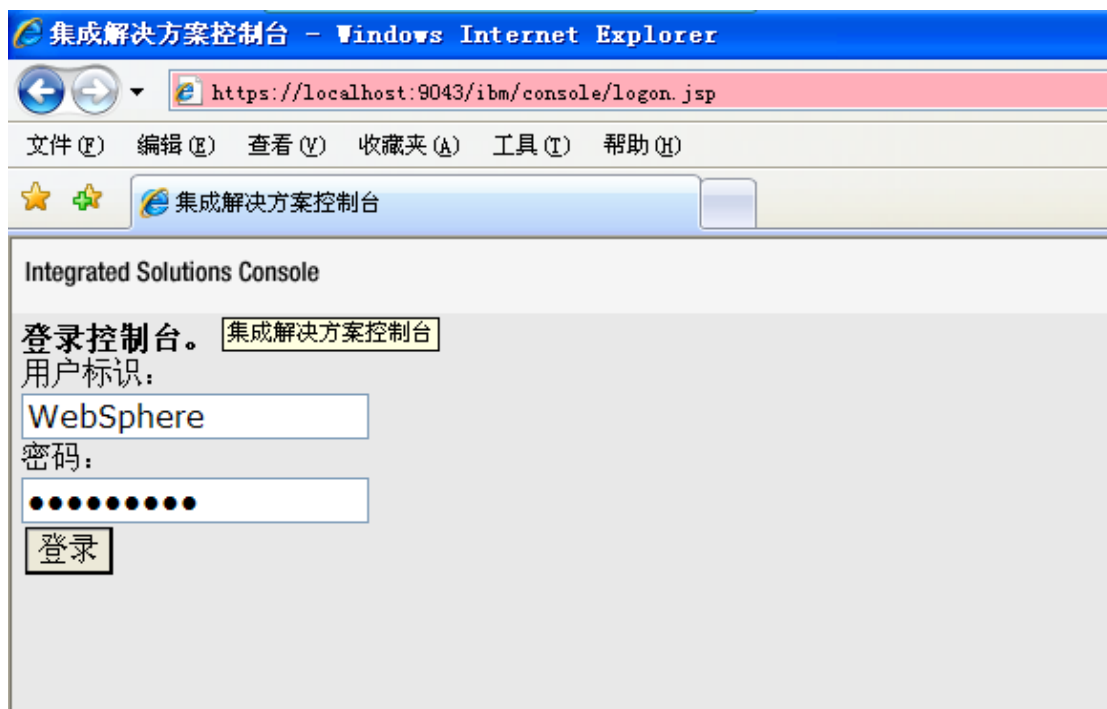 集成解决方案控制台 - Windows Internet Explorer
https://localhost:9043/ibm/console/logon.jsp
文件(F) 编辑(E) 查看(V) 收藏夹(A) 工具(T) 帮助(H)
集成解决方案控制台
Integrated Solutions Console
登录控制台。 集成解决方案控制台
用户标识：
WebSphere
密码：
●●●●●●●●●
登录